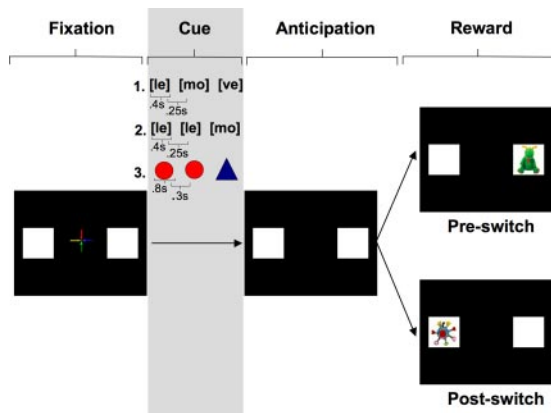 Fixation Cue Anticipation Reward
1. [le] [mo] [ve]
.4s .25s
2. [le] [le] [mo]
.4s .25s
3.
.8s .3s
Pre-switch
Post-switch